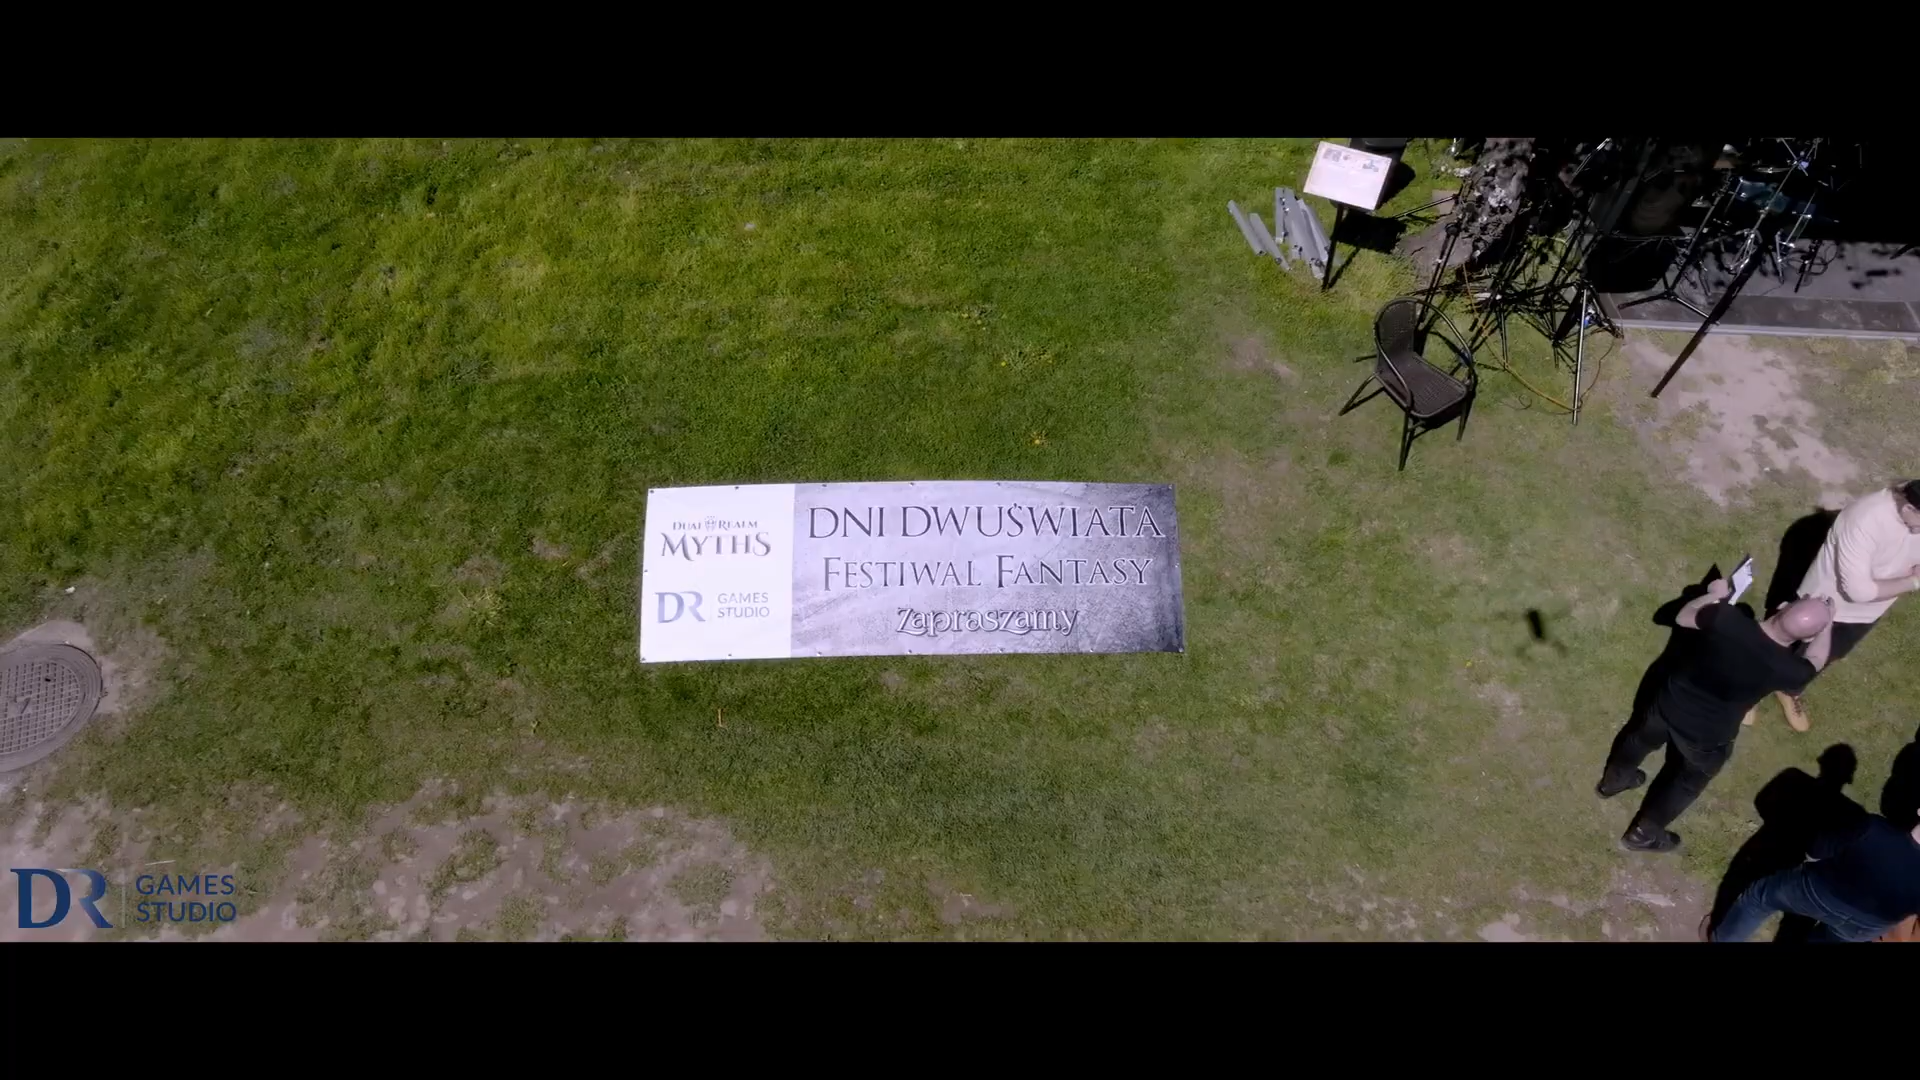 DUAL REALM
MYTHS
DR GAMES
STUDIO
DNI DWUŚWIATA
FESTIWAL FANTASY
Zapraszamy
DR GAMES
STUDIO